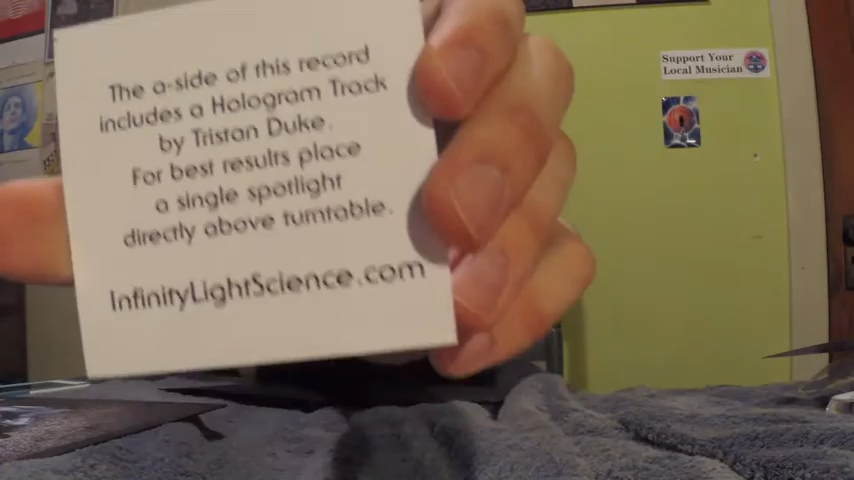 The a-side of this record
includes a Hologram Track
by Tristan Duke.
For best results place
a single spotlight
directly above turntable.
InfinityLightScience.com
Support Your
Local Musician